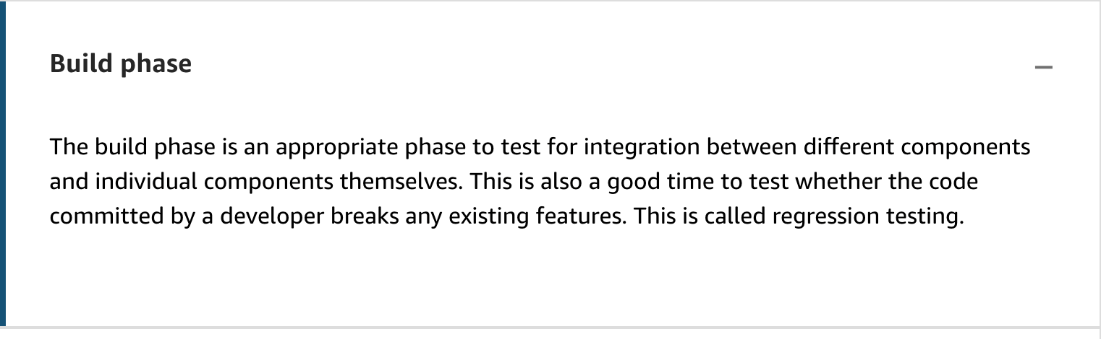 Build phase
The build phase is an appropriate phase to test for integration between different components
and individual components themselves. This is also a good time to test whether the code
committed by a developer breaks any existing features. This is called regression testing.